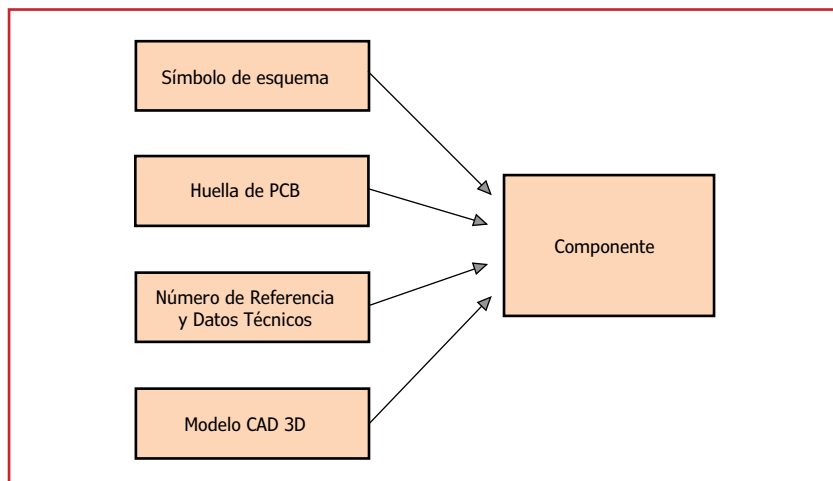 Símbolo de esquema
Huella de PCB
Número de Referencia
y Datos Técnicos
Modelo CAD 3D
Componente